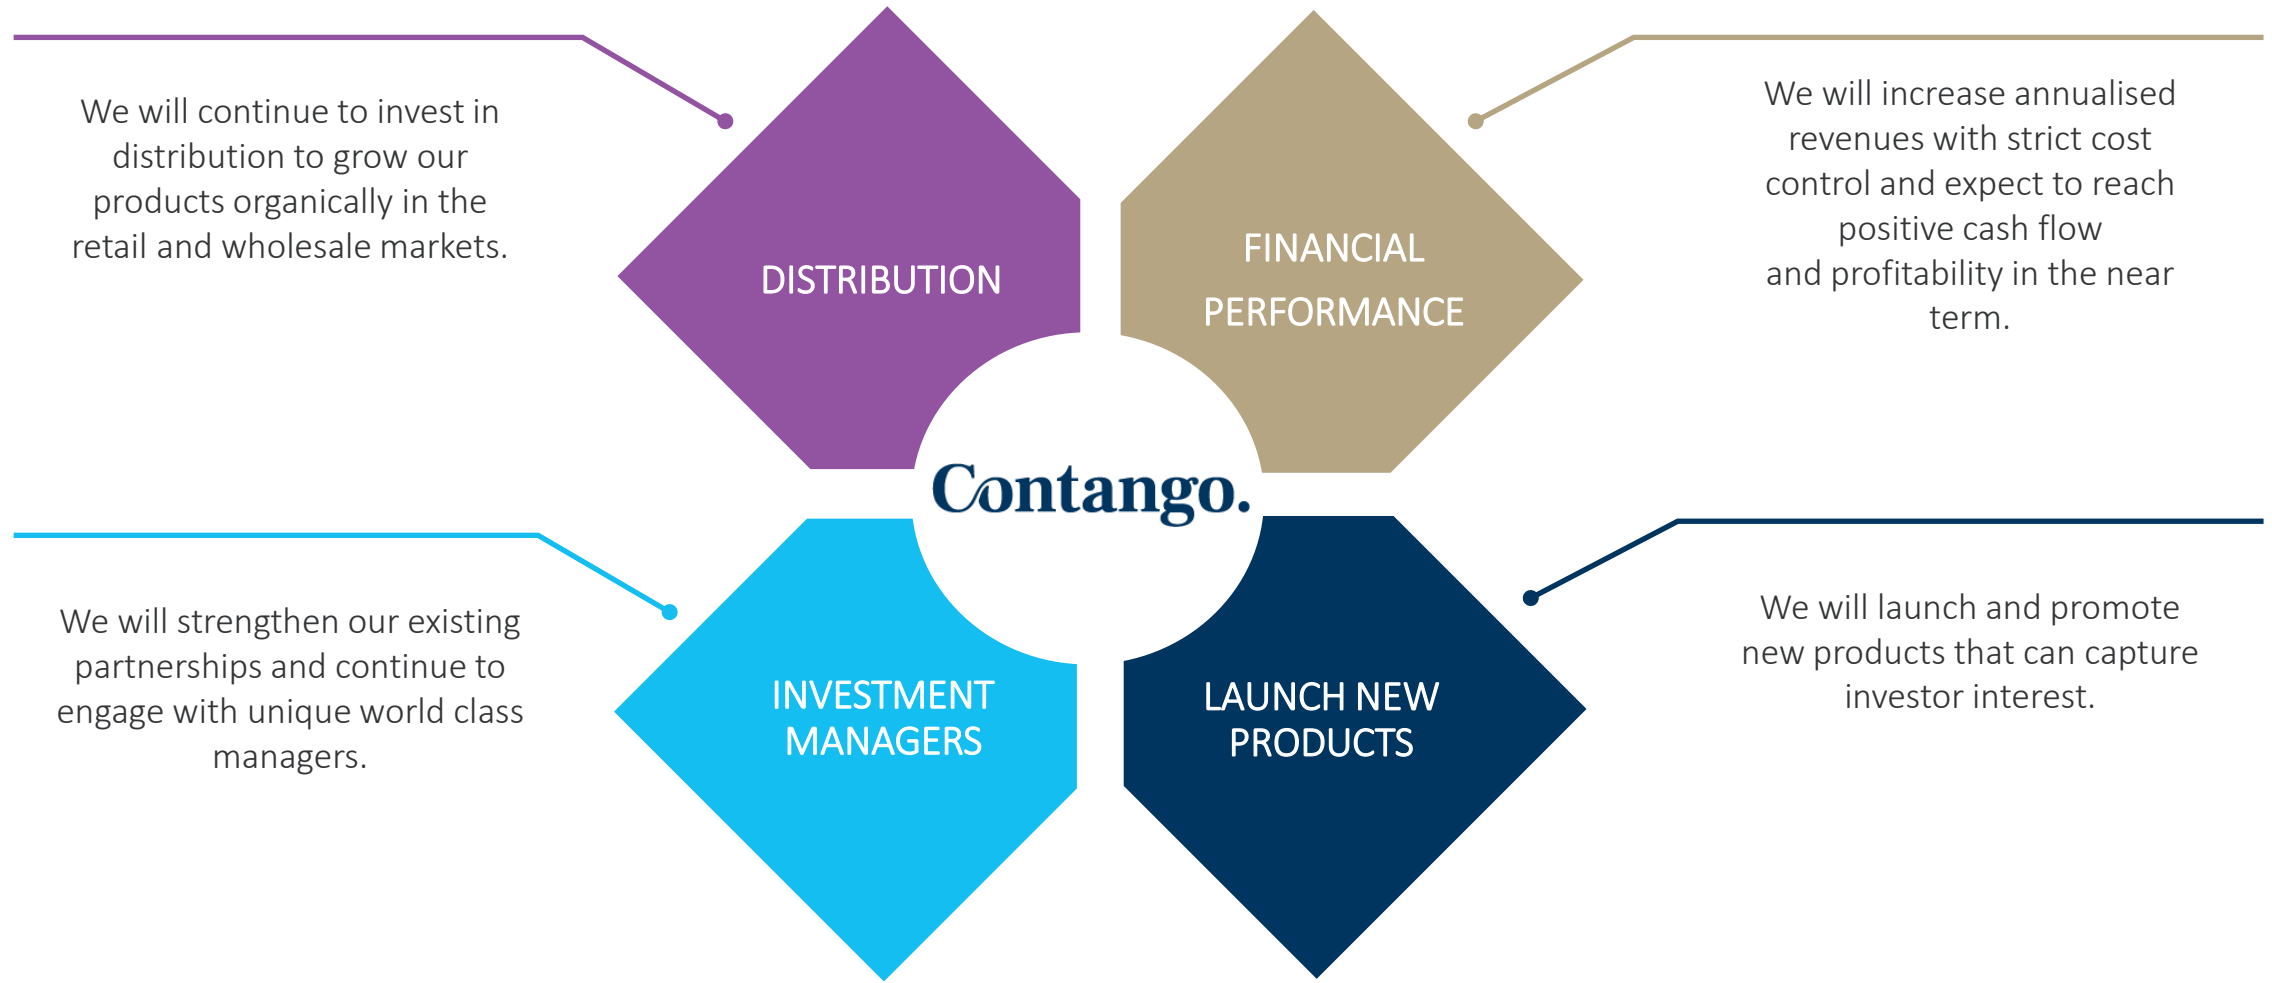 We will continue to invest in
distribution to grow our
products organically in the
retail and wholesale markets.
DISTRIBUTION
FINANCIAL
PERFORMANCE
We will increase annualised
revenues with strict cost
control and expect to reach
positive cash flow
and profitability in the near
term.
Contango.
We will strengthen our existing
partnerships and continue to
engage with unique world class
managers.
INVESTMENT
MANAGERS
LAUNCH NEW
PRODUCTS
We will launch and promote
new products that can capture
investor interest.